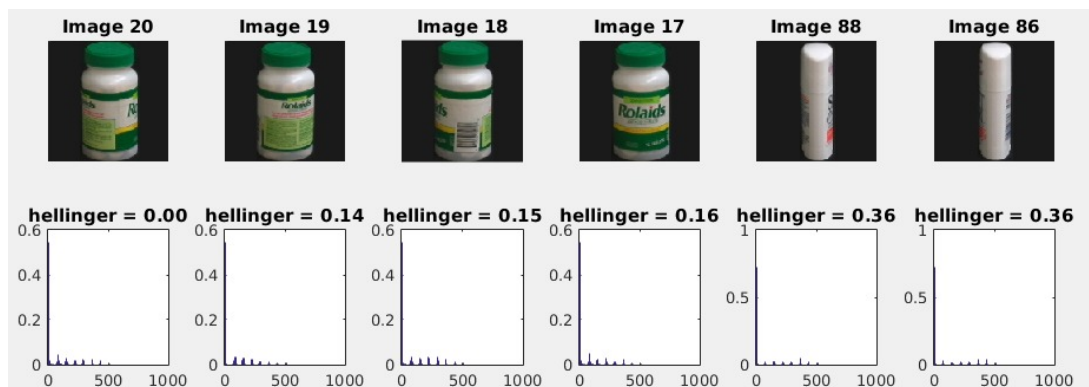 Image 20 Image 19 Image 18 Image 17 Image 88 Image 86
Rolaids
Rolaids
hellinger = 0.00 hellinger = 0.14 hellinger = 0.15 hellinger = 0.16 hellinger = 0.36 hellinger = 0.36
0.6 0.6 0.6 0.6 1 1
0.4 0.4 0.4 0.4
0.5 0.5
0.2 0.2 0.2 0.2
0 0 0 0 0 0
0 500 1000 0 500 1000 0 500 1000 0 500 1000 0 500 1000 0 500 1000